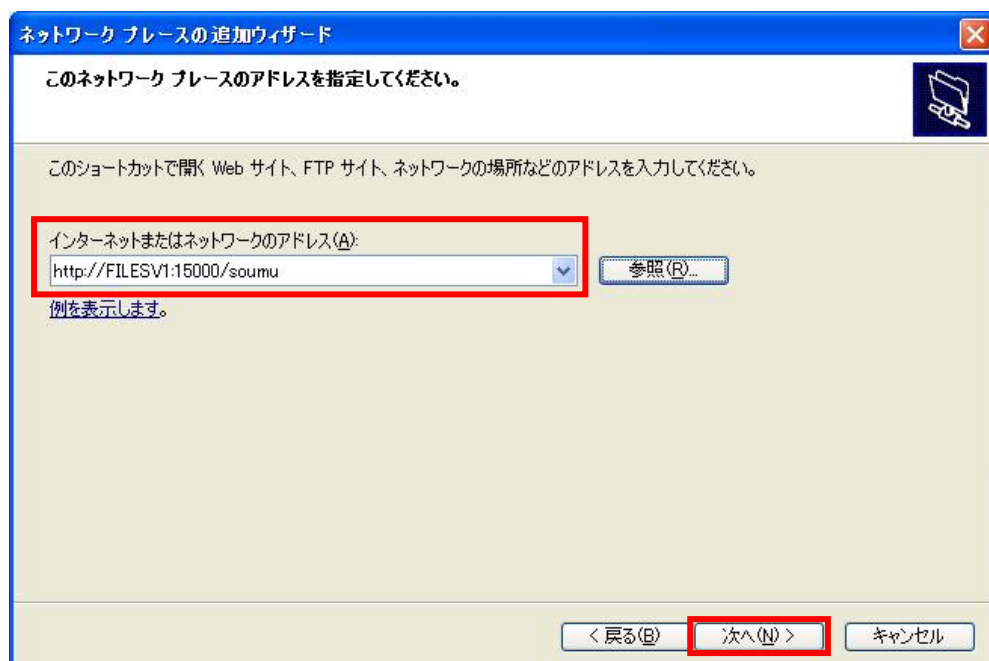 ネットワーク プレースの追加ウィザード
このネットワーク プレースのアドレスを指定してください。
このショートカットで開く Web サイト、FTP サイト、ネットワークの場所などのアドレスを入力してください。
インターネットまたはネットワークのアドレス(A):
http://FILESV1:15000/soumu
参照(R)...
例を表示します。
< 戻る(B)
次へ(N) >
キャンセル